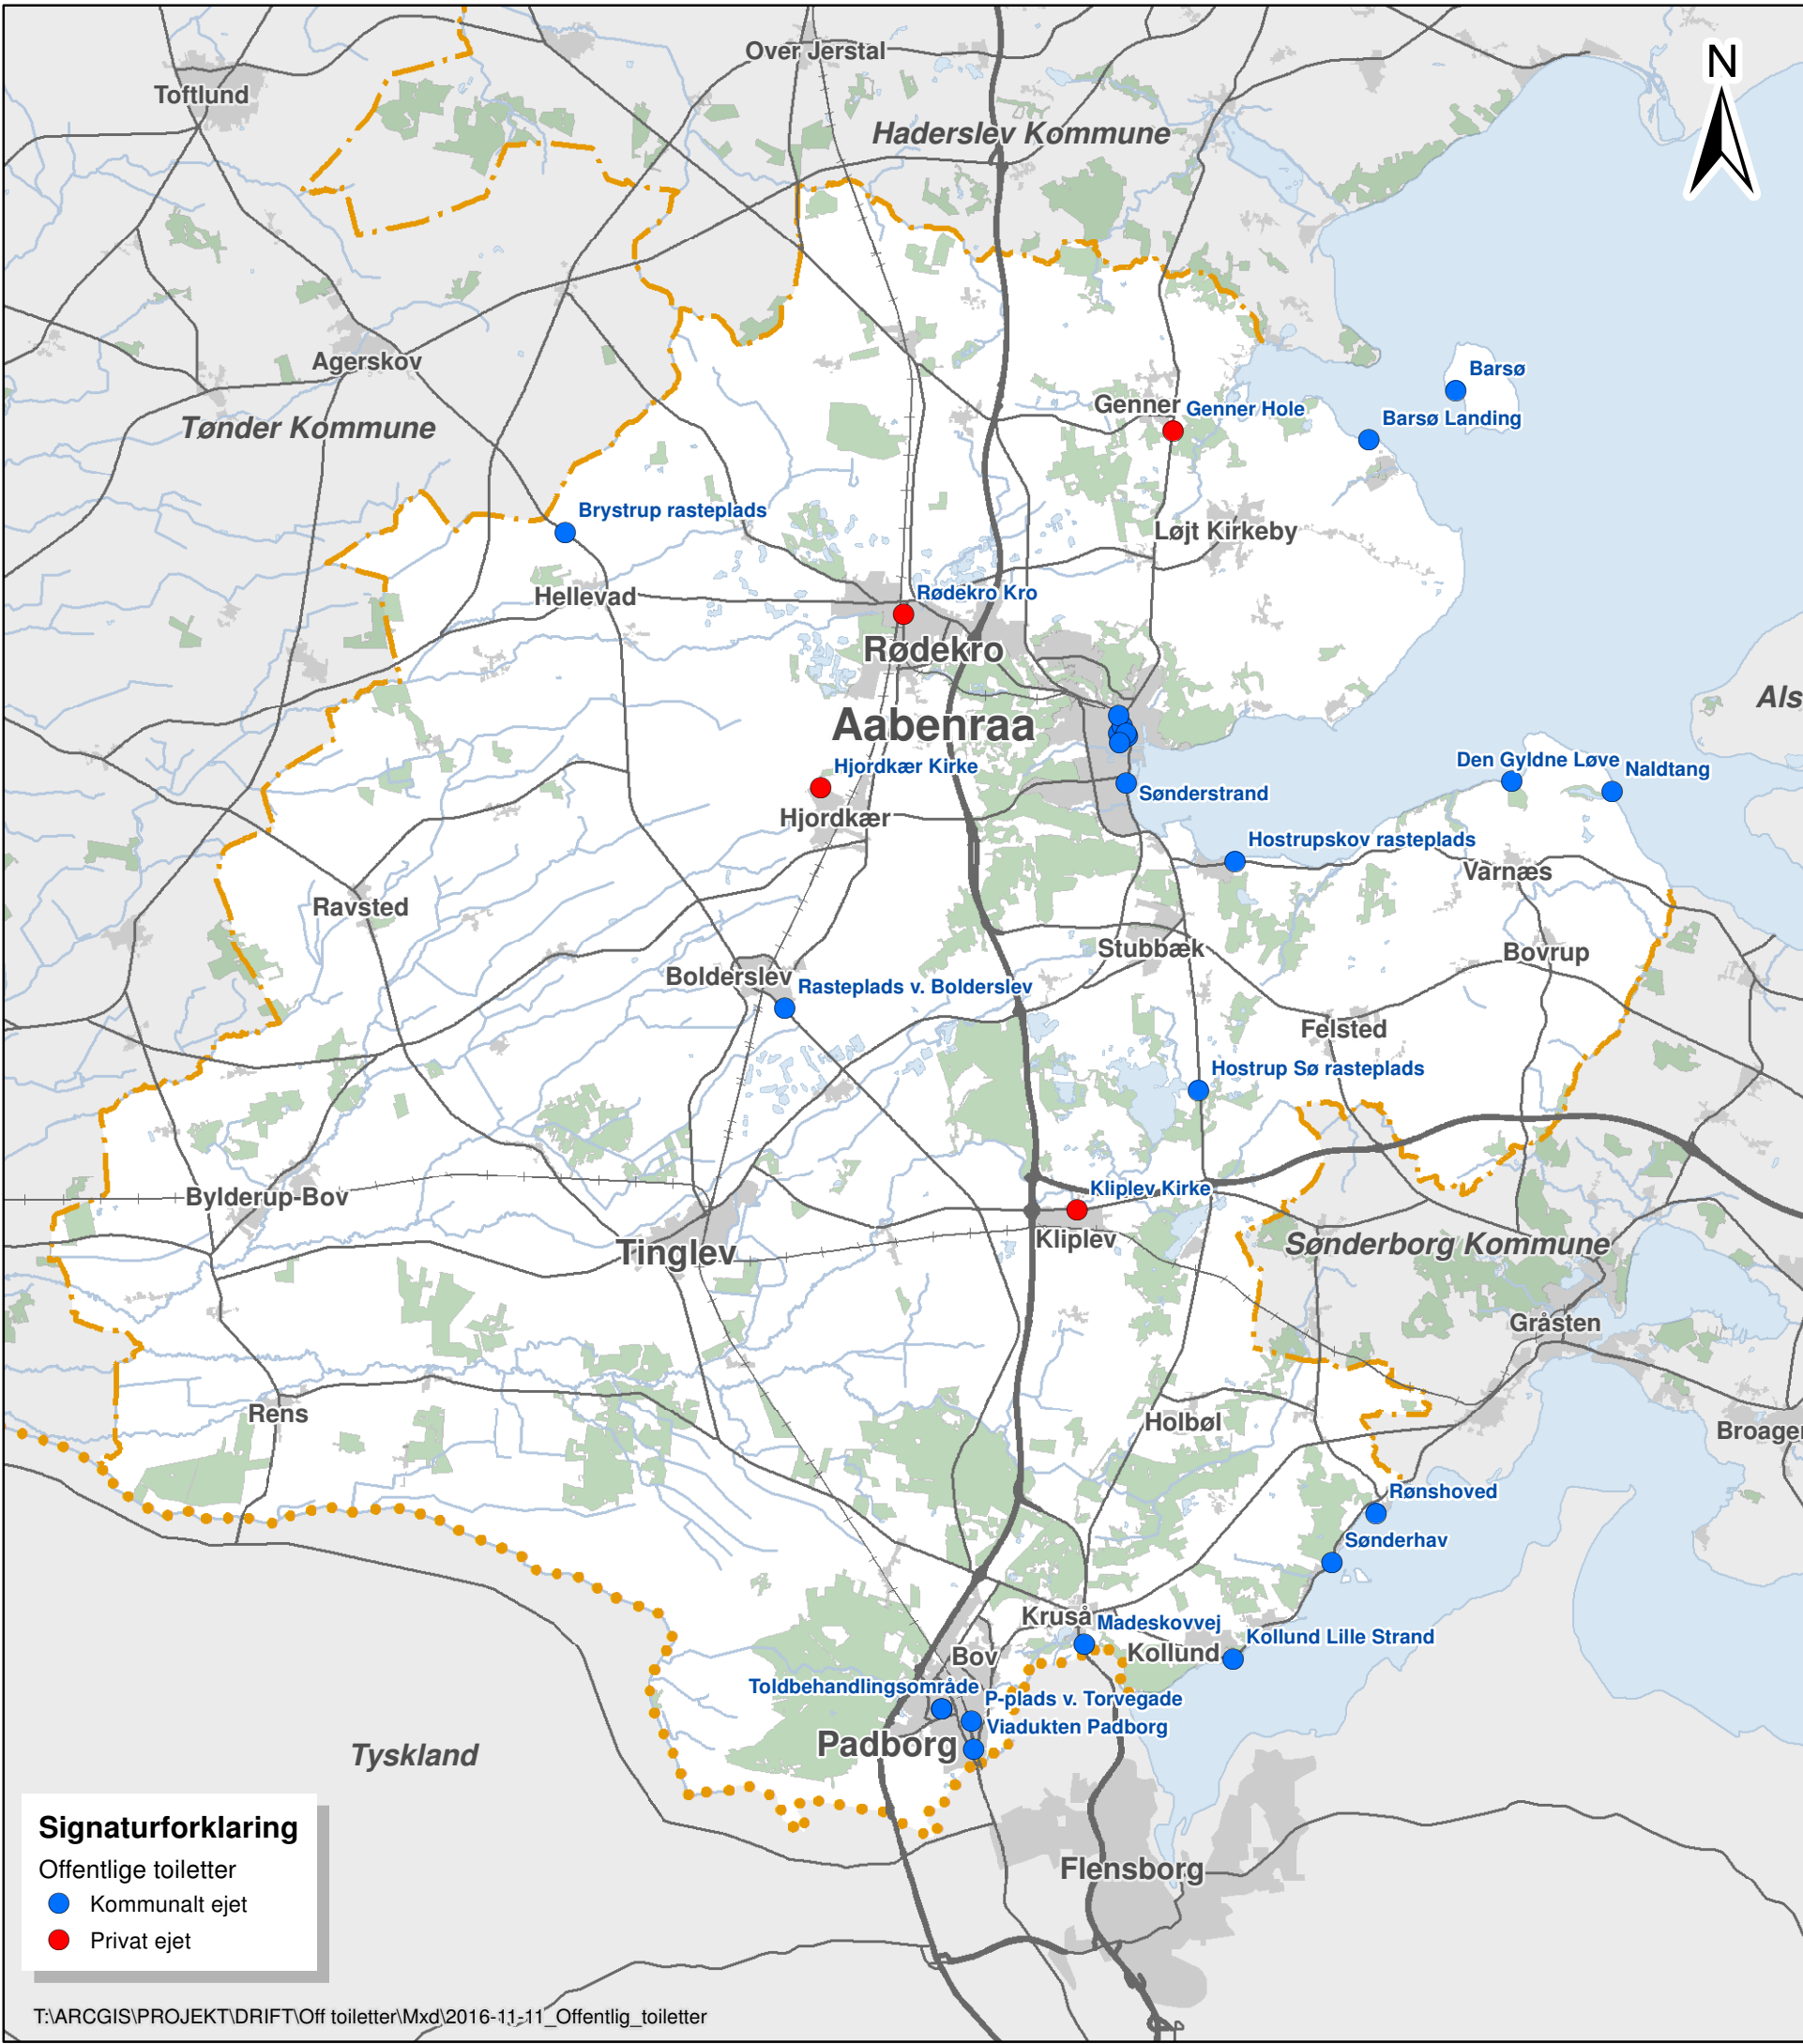 Over Jerstal
N
Toftlund
Haderslev Kommune
Agerskov
Barsø
Genner
Genner Hole
Barsø Landing
Tønder Kommune
Brystrup rasteplads
Løjt Kirkeby
Hellevad
Rødekro Kro
Rødekro
Als
Aabenraa
Hjordkær Kirke
Den Gyldne Løve
Naldtang
Sønderstrand
Hjordkær
Hostrupskov rasteplads
Varnæs
Ravsted
Stubbæk
Bovrup
Bolderslev
Rasteplads v. Bolderslev
Felsted
Hostrup Sø rasteplads
Kliplev Kirke
Bylderup-Bov
Kliplev
Sønderborg Kommune
Tinglev
Gråsten
Rens
Holbøl
Broager
Rønshoved
Sønderhav
Kruså
Madeskovvej
Kollund Lille Strand
Kollund
Bov
Toldbehandlingsområde
P-plads v. Torvegade
Viadukten Padborg
Padborg
Tyskland
Flensborg
Signaturforklaring
Offentlige toiletter
Kommunalt ejet
Privat ejet
T:\ARCGIS\PROJEKT\DRIFT\Off toiletter\Mxd\2016-11-11_Offentlig_toiletter